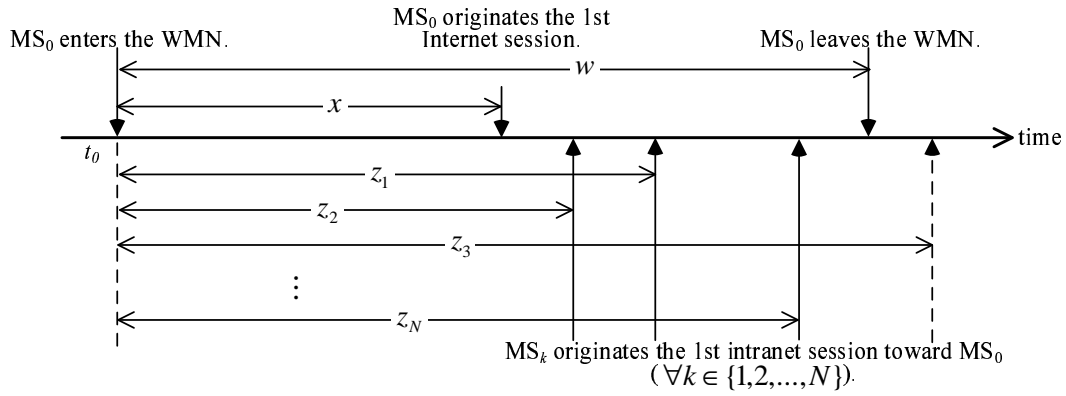 MS₀ originates the 1st
Internet session.
MS₀ enters the WMN.
MS₀ leaves the WMN.
w
x
time
t₀
z₁
z₂
z₃
⋮
z_N
MSₖ originates the 1st intranet session toward MS₀
(∀k ∈ {1,2,...,N}).